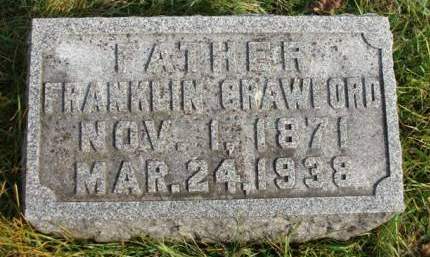 FATHER
FRANKLIN CRAWFORD
NOV. 1, 1871
MAR. 24, 1938